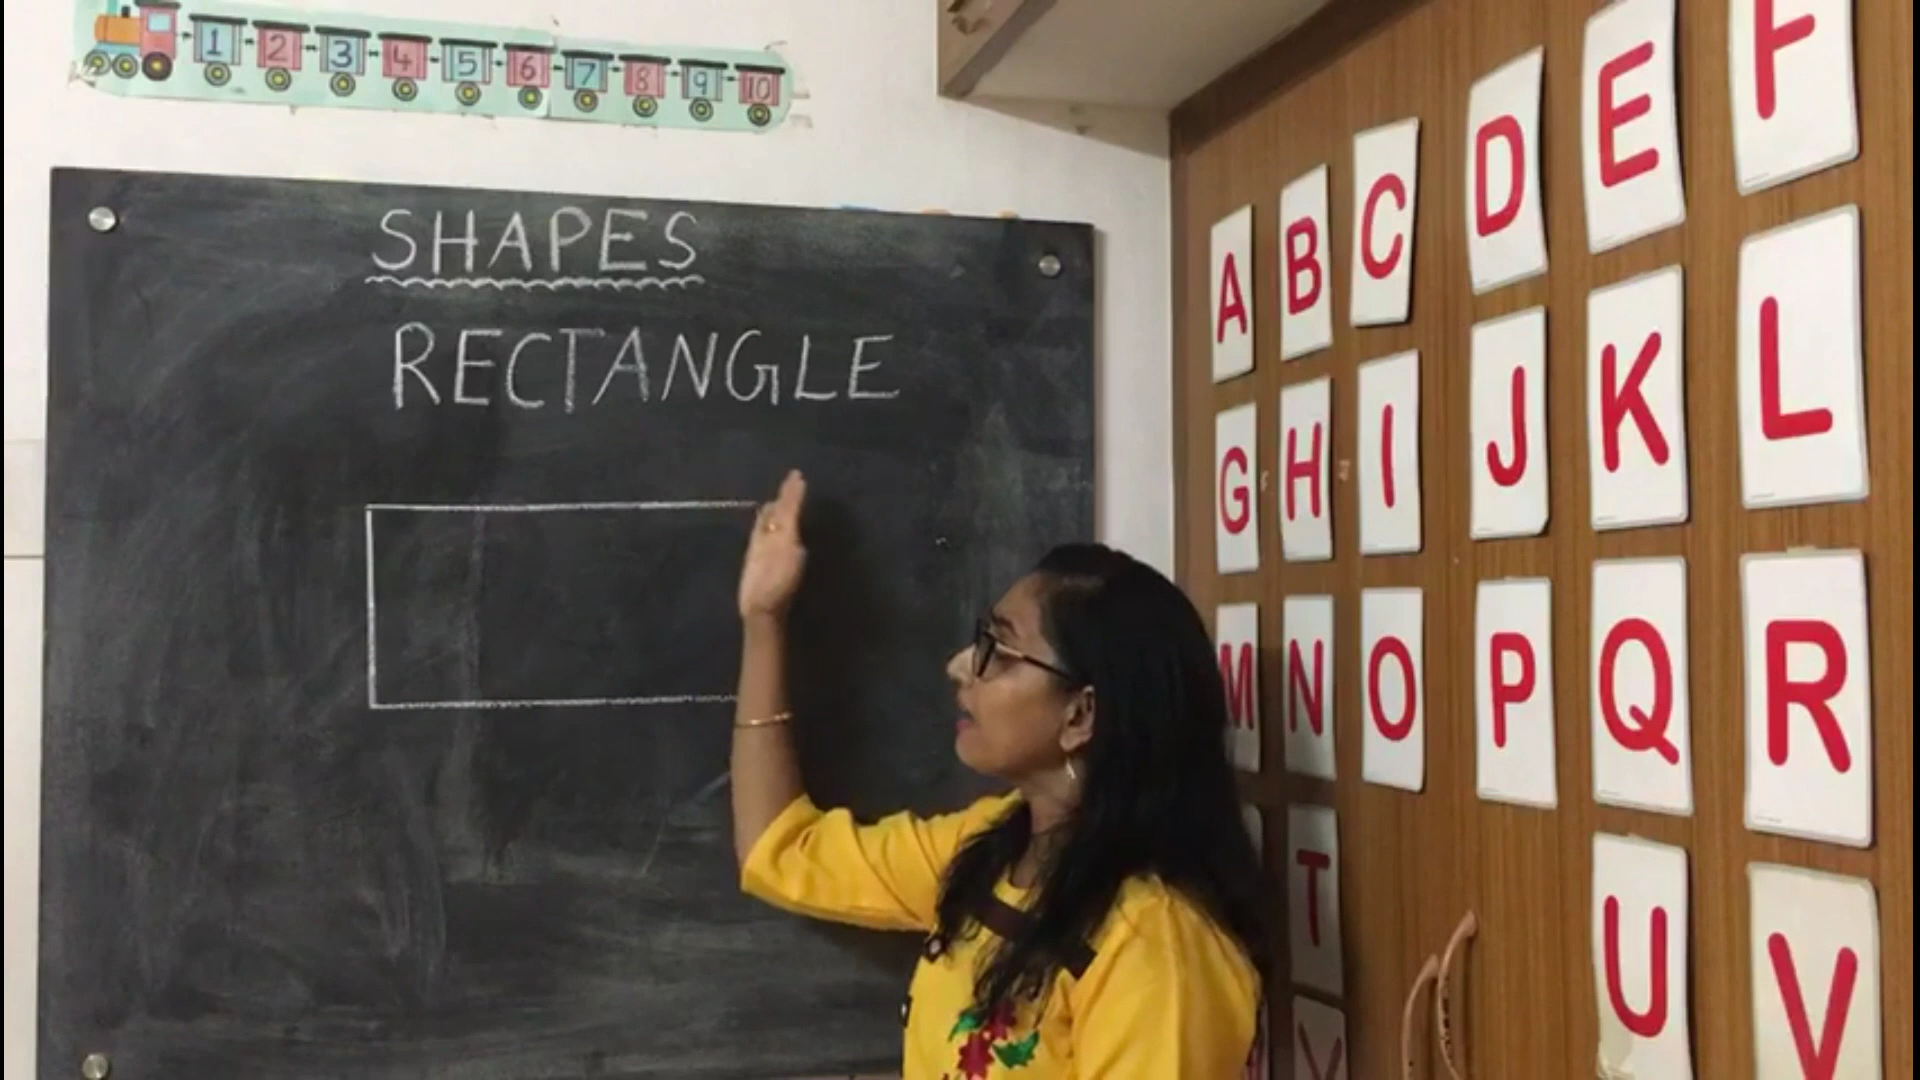 1 2 3 4 5 6 7 8 9 10
SHAPES
RECTANGLE
A B C D E F
G H I J K L
M N O P Q R
T U V